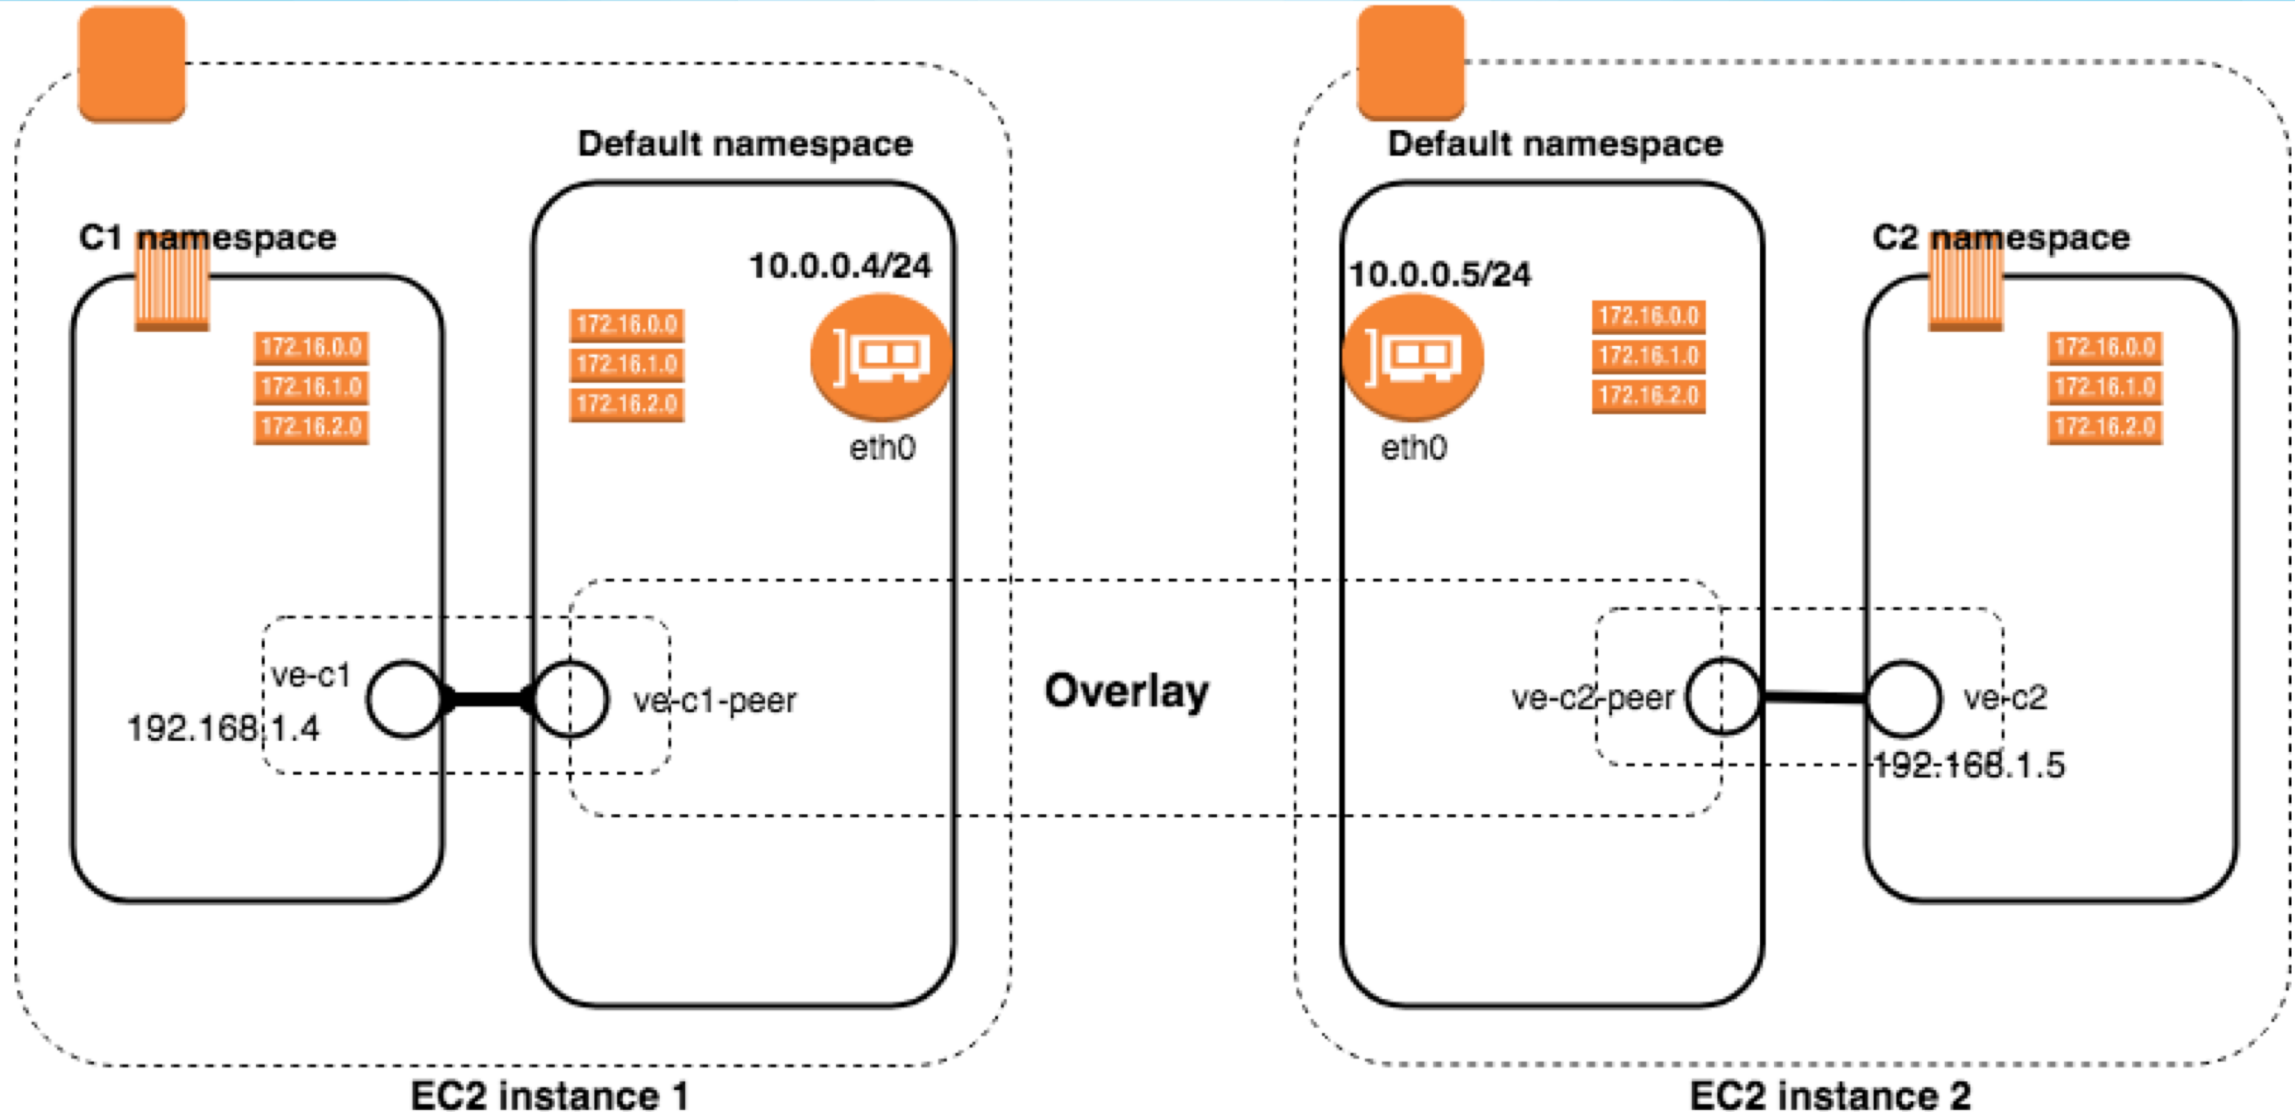 Default namespace
Default namespace
C1 namespace
C2 namespace
10.0.0.4/24
10.0.0.5/24
172.16.0.0
172.16.1.0
172.16.2.0
172.16.0.0
172.16.1.0
172.16.2.0
eth0
eth0
172.16.0.0
172.16.1.0
172.16.2.0
172.16.0.0
172.16.1.0
172.16.2.0
ve-c1
192.168.1.4
ve-c1-peer
Overlay
ve-c2-peer
ve-c2
192.168.1.5
EC2 instance 1
EC2 instance 2